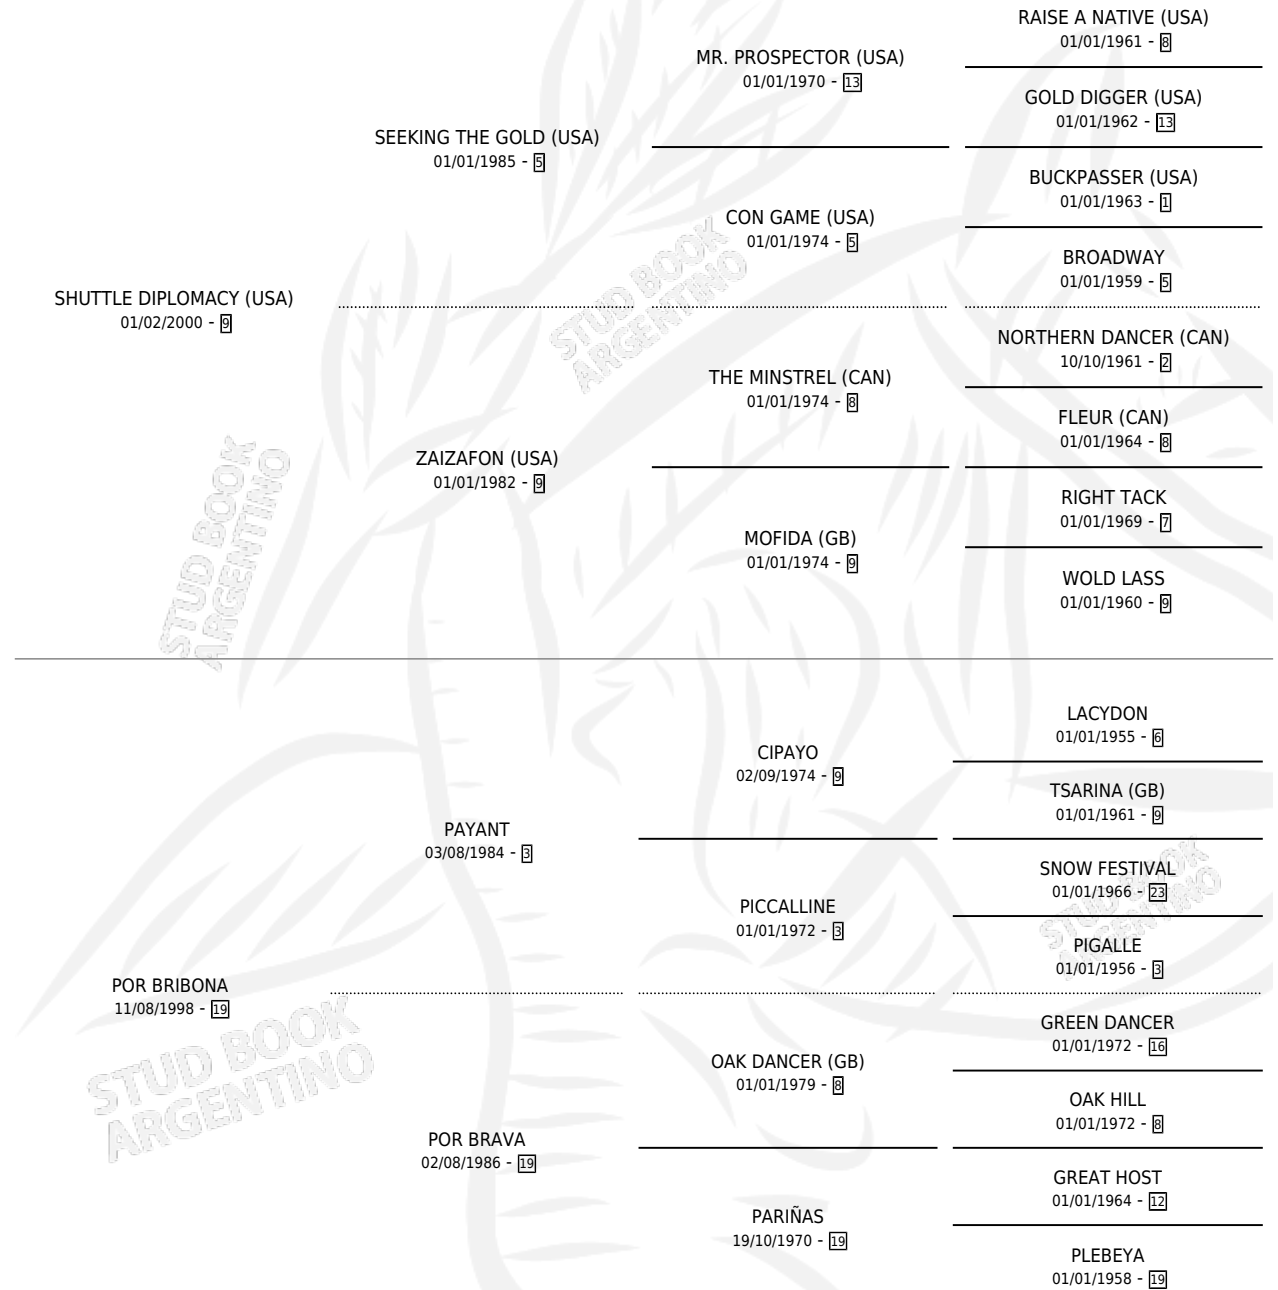 RAISE A NATIVE (USA)
01/01/1961 - 8
MR. PROSPECTOR (USA)
01/01/1970 - 13
GOLD DIGGER (USA)
01/01/1962 - 13
SEEKING THE GOLD (USA)
01/01/1985 - 5
BUCKPASSER (USA)
01/01/1963 - 1
CON GAME (USA)
01/01/1974 - 5
BROADWAY
01/01/1959 - 5
SHUTTLE DIPLOMACY (USA)
01/02/2000 - 9
NORTHERN DANCER (CAN)
10/10/1961 - 2
THE MINSTREL (CAN)
01/01/1974 - 8
FLEUR (CAN)
01/01/1964 - 8
ZAIZAFON (USA)
01/01/1982 - 9
RIGHT TACK
01/01/1969 - 7
MOFIDA (GB)
01/01/1974 - 9
WOLD LASS
01/01/1960 - 9
STUD BOOK
ARGENTINO
STUD BOOK
ARGENTINO
LACYDON
01/01/1955 - 6
CIPAYO
02/09/1974 - 9
TSARINA (GB)
01/01/1961 - 9
PAYANT
03/08/1984 - 3
SNOW FESTIVAL
01/01/1966 - 23
PICCALLINE
01/01/1972 - 3
PIGALLE
01/01/1956 - 3
POR BRIBONA
11/08/1998 - 19
GREEN DANCER
01/01/1972 - 16
OAK DANCER (GB)
01/01/1979 - 8
OAK HILL
01/01/1972 - 8
POR BRAVA
02/08/1986 - 19
GREAT HOST
01/01/1964 - 12
PARIÑAS
19/10/1970 - 19
PLEBEYA
01/01/1958 - 19
STUD BOOK
ARGENTINO
STUD BOOK
ARGENTINO